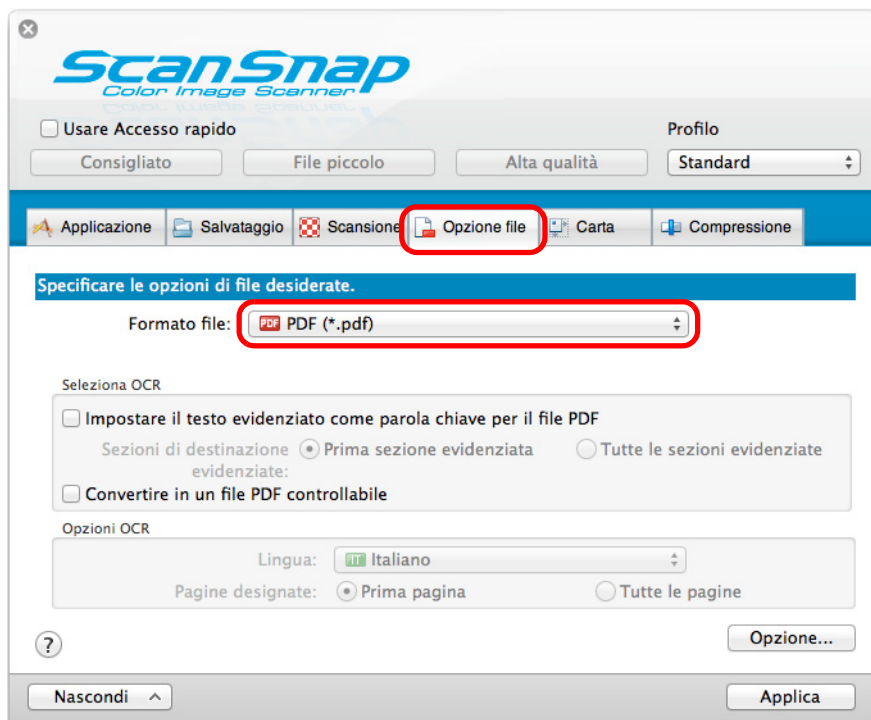 ScanSnap
Color Image Scanner
Usare Accesso rapido
Profilo
Consigliato
File piccolo
Alta qualità
Standard
Applicazione
Salvataggio
Scansione
Opzione file
Carta
Compressione
Specificare le opzioni di file desiderate.
Formato file:
PDF PDF (*.pdf)
Seleziona OCR
Impostare il testo evidenziato come parola chiave per il file PDF
Sezioni di destinazione
evidenziate:
Prima sezione evidenziata
Tutte le sezioni evidenziate
Convertire in un file PDF controllabile
Opzioni OCR
Lingua:
IT Italiano
Pagine designate:
Prima pagina
Tutte le pagine
?
Opzione...
Nascondi
Applica